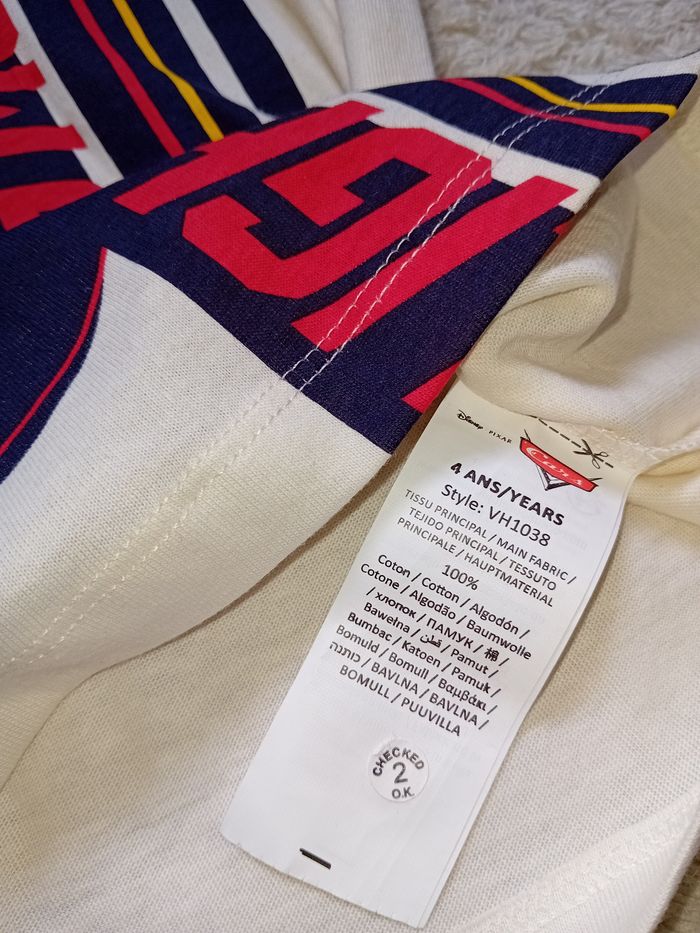 Disney PIXAR
Cars
4 ANS/YEARS
Style: VH1038
TISSU PRINCIPAL / MAIN FABRIC /
TEJIDO PRINCIPAL / TESSUTO
PRINCIPALE / HAUPTMATERIAL
100%
Coton / Cotton / Algodón /
Cotone / Algodão / Baumwolle
/ хлопок / ПАМУК / 棉 /
Bawełna / قطن / Pamut /
Bumbac / Katoen / Pamuk /
Bomuld / Bomull / Βαμβάκι /
כותנה / BAVLNA / BAVLNA /
BOMULL / PUUVILLA
CHECKED
2
O.K.